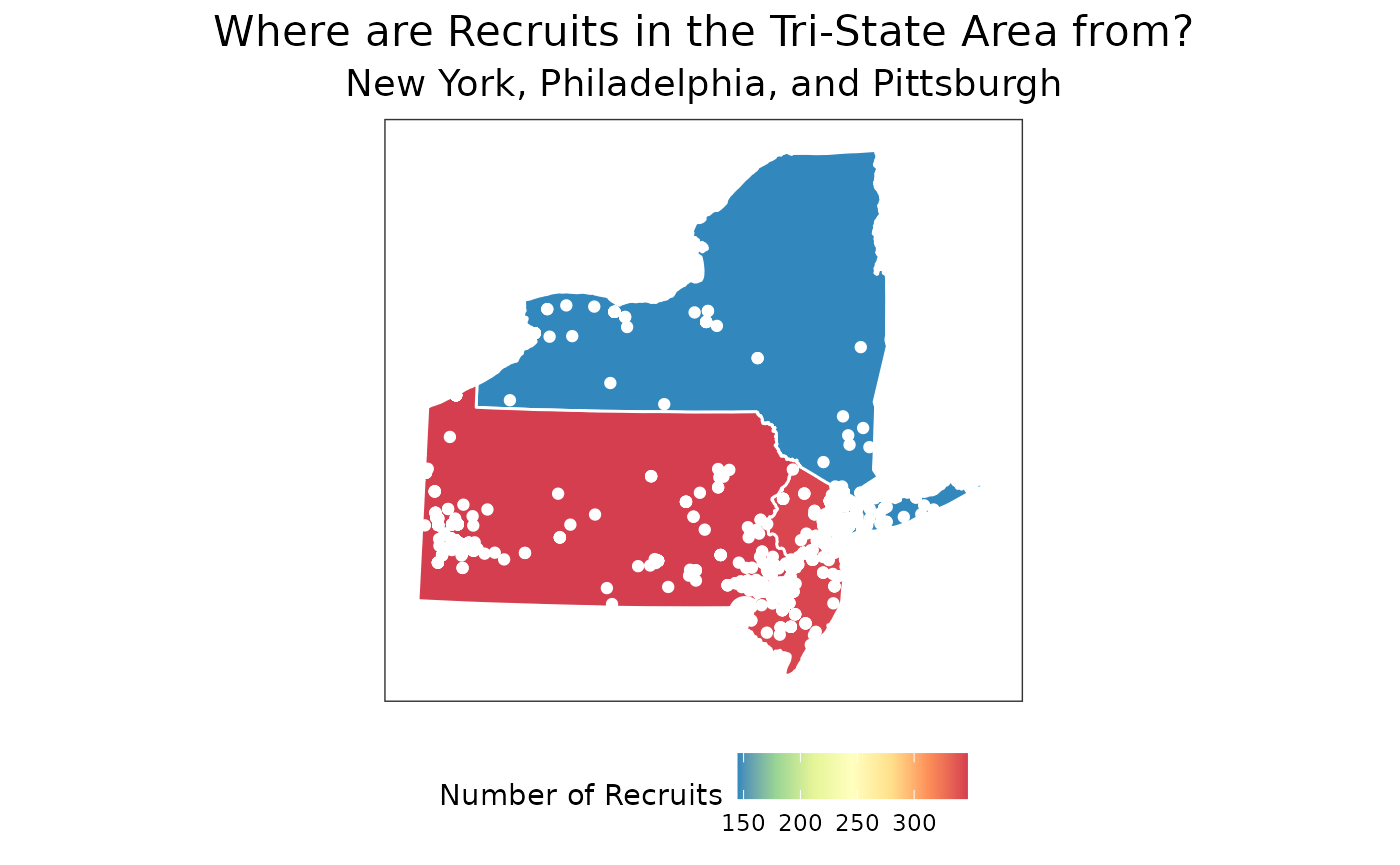 Where are Recruits in the Tri-State Area from?
New York, Philadelphia, and Pittsburgh
Number of Recruits
150 200 250 300